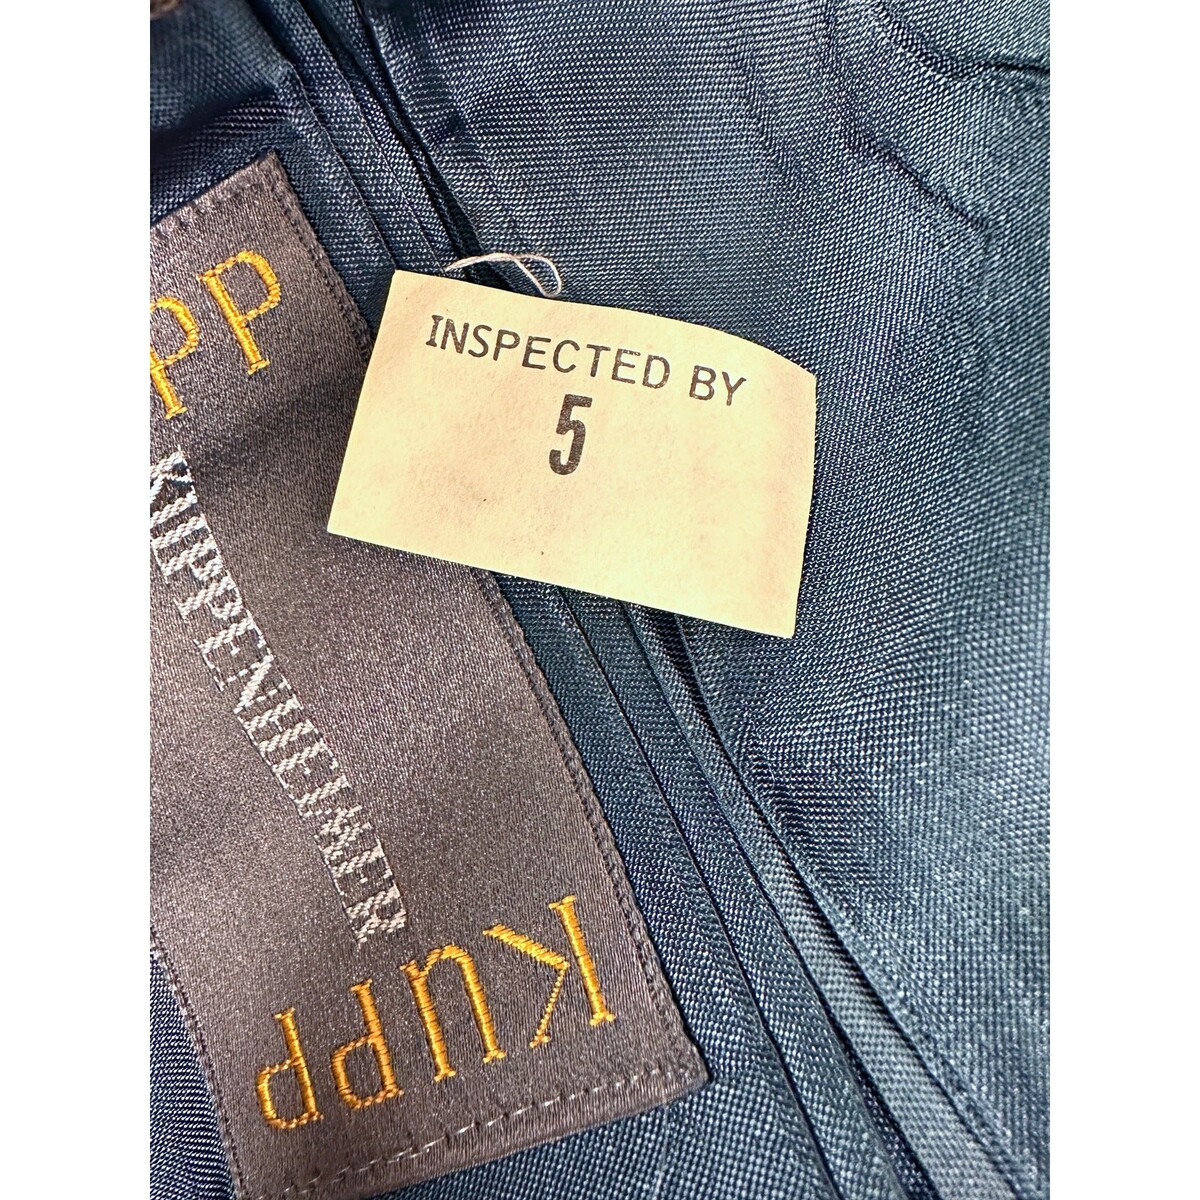 INSPECTED BY
5
PP
KUPPENHEIMER
KUPP